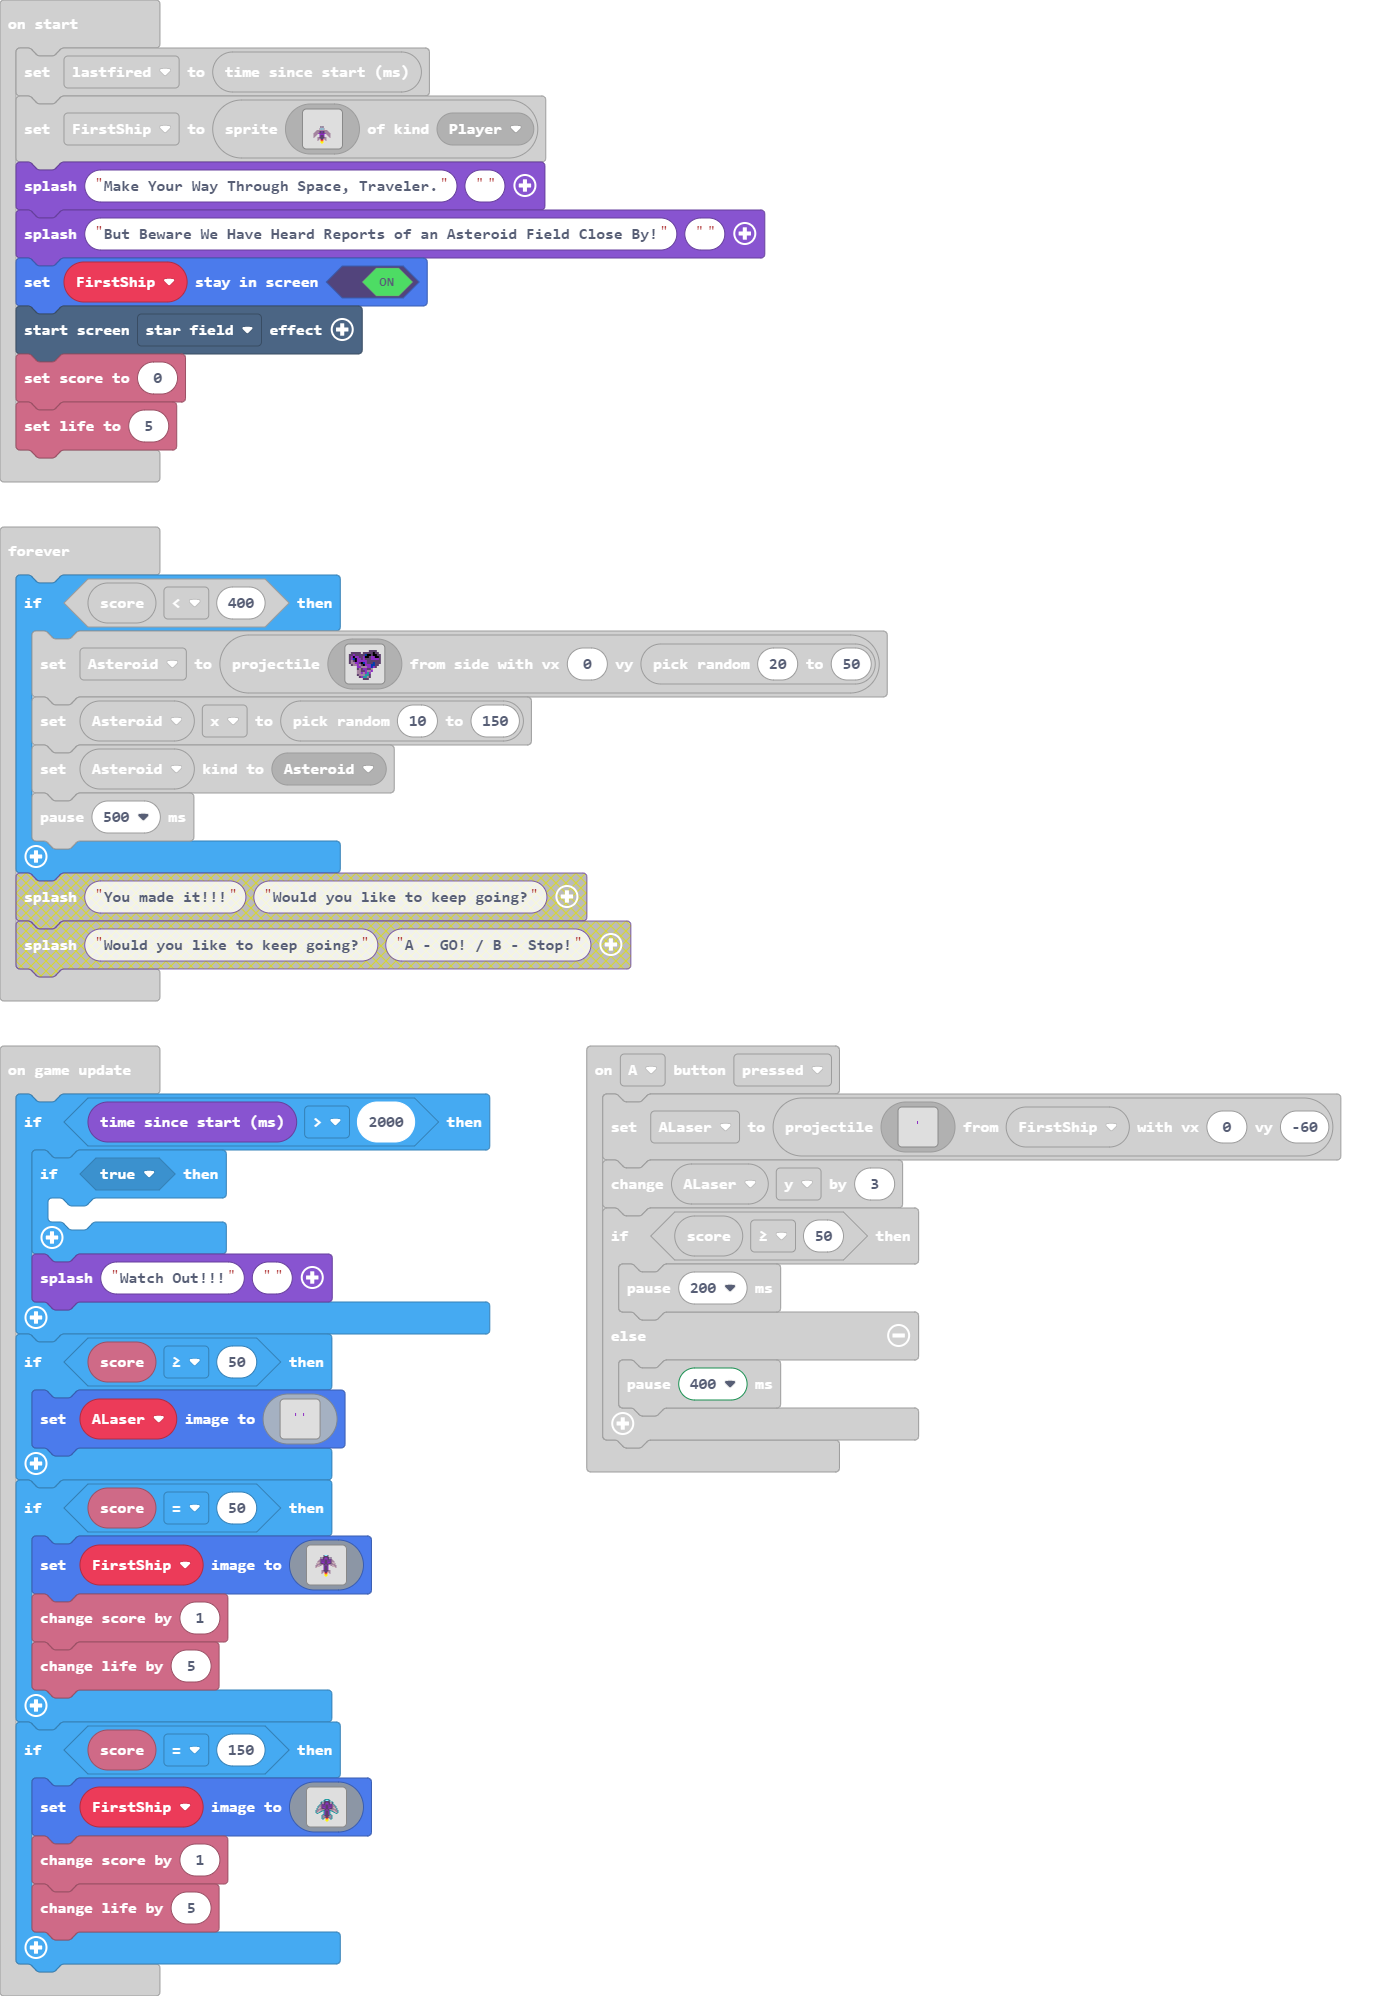 on start
set lastfired to time since start (ms)
set FirstShip to sprite of kind Player
splash "Make Your Way Through Space, Traveler." ""
splash "But Beware We Have Heard Reports of an Asteroid Field Close By!" ""
set FirstShip stay in screen ON
start screen star field effect
set score to 0
set life to 5
forever
if score < 400 then
set Asteroid to projectile from side with vx 0 vy pick random 20 to 50
set Asteroid x to pick random 10 to 150
set Asteroid kind to Asteroid
pause 500 ms
splash "You made it!!!" "Would you like to keep going?"
splash "Would you like to keep going?" "A - GO! / B - Stop!"
on game update
if time since start (ms) > 2000 then
if true then
splash "Watch Out!!!" ""
if score ≥ 50 then
set ALaser image to
if score = 50 then
set FirstShip image to
change score by 1
change life by 5
if score = 150 then
set FirstShip image to
change score by 1
change life by 5
on A button pressed
set ALaser to projectile from FirstShip with vx 0 vy -60
change ALaser y by 3
if score ≥ 50 then
pause 200 ms
else
pause 400 ms